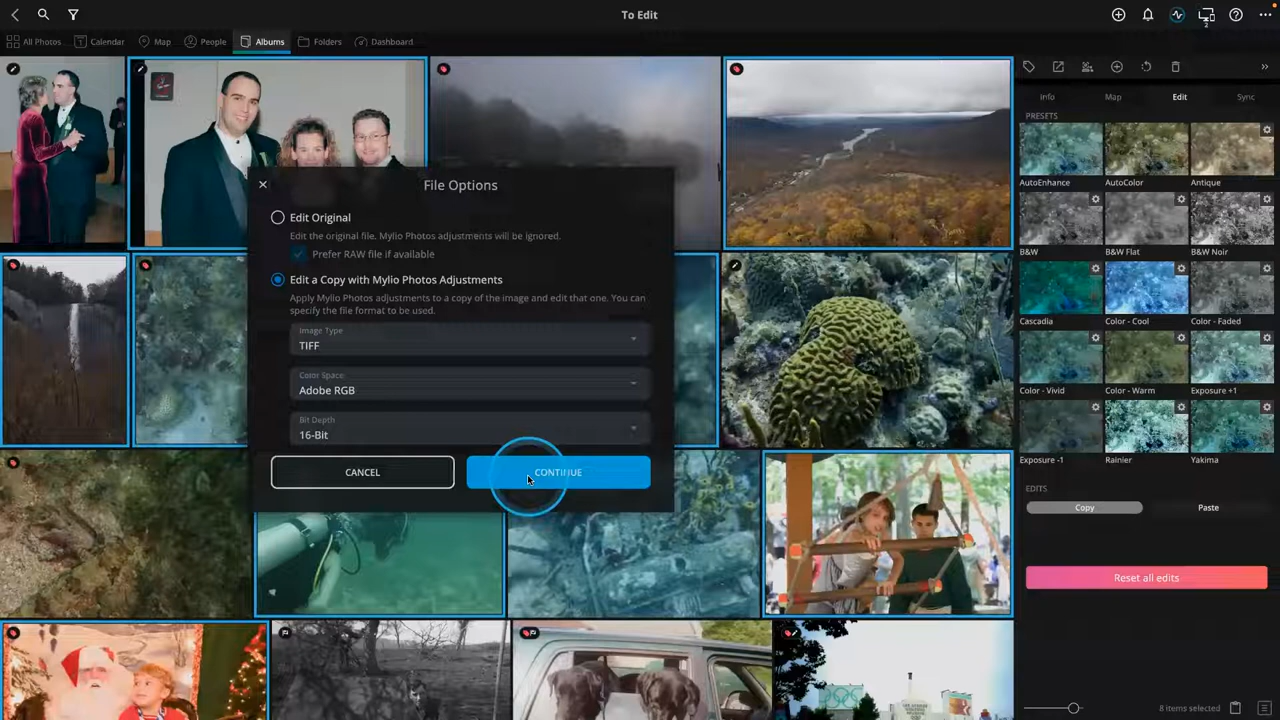 To Edit
All Photos Calendar Map People Albums Folders Dashboard
Info Map Edit Sync
PRESETS
AutoEnhance AutoColor Antique
B&W B&W Flat B&W Noir
Cascadia Color - Cool Color - Faded
Color - Vivid Color - Warm Exposure +1
Exposure -1 Rainier Yakima
EDITS
Copy Paste
Reset all edits
8 items selected
File Options
Edit Original
Edit the original file. Mylio Photos adjustments will be ignored.
Prefer RAW file if available
Edit a Copy with Mylio Photos Adjustments
Apply Mylio Photos adjustments to a copy of the image and edit that one. You can
specify the file format to be used.
Image Type
TIFF
Color Space
Adobe RGB
Bit Depth
16-Bit
CANCEL CONTINUE